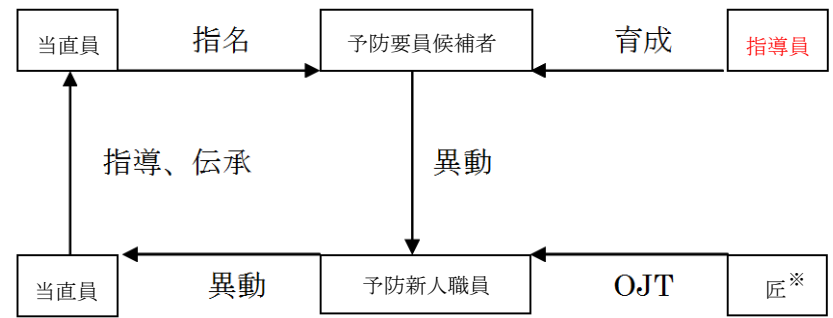 当直員
指名
予防要員候補者
育成
指導員
指導、伝承
異動
当直員
異動
予防新人職員
OJT
匠※